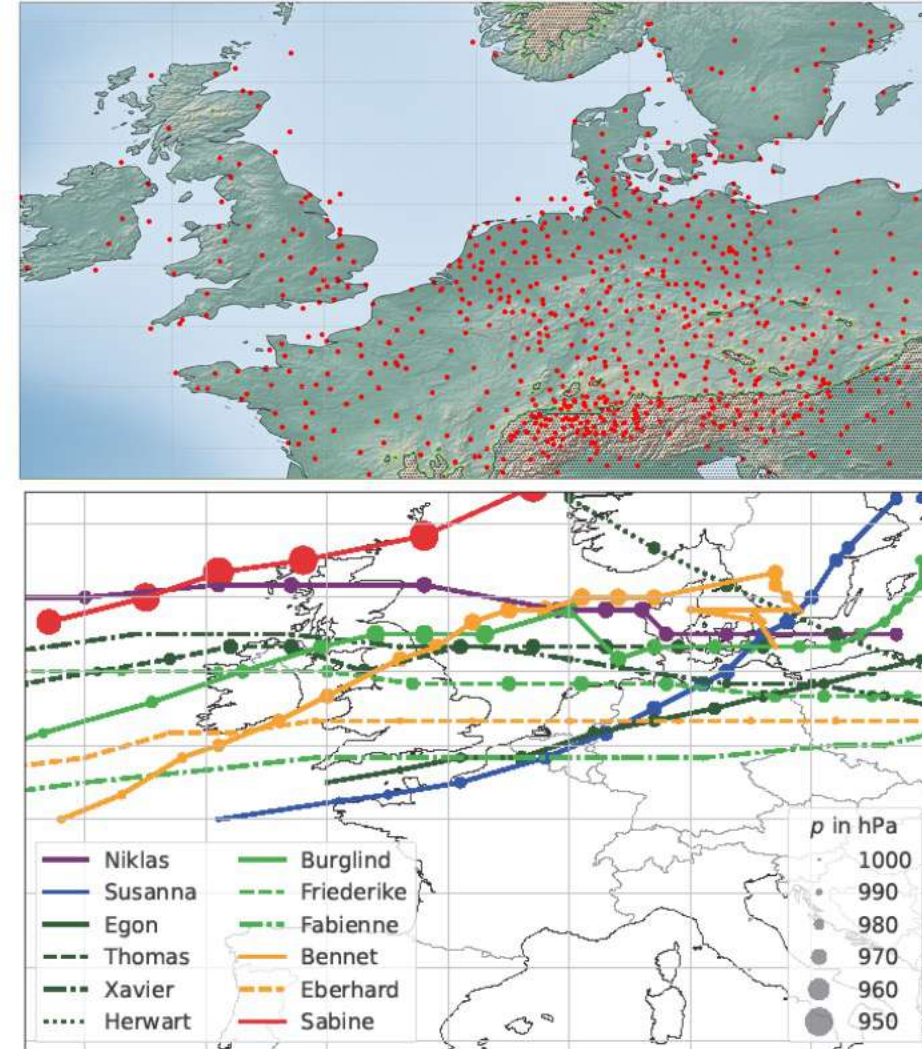 Niklas
Susanna
Egon
Thomas
Xavier
Herwart
Burglind
Friederike
Fabienne
Bennet
Eberhard
Sabine
p in hPa
1000
990
980
970
960
950